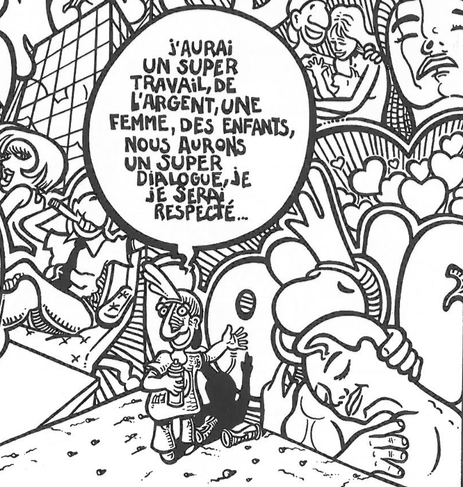 J'AURAI
UN SUPER
TRAVAIL, DE
L'ARGENT, UNE
FEMME, DES ENFANTS,
NOUS AURONS
UN SUPER
DIALOGUE, JE
JE SERAI
RESPECTÉ...